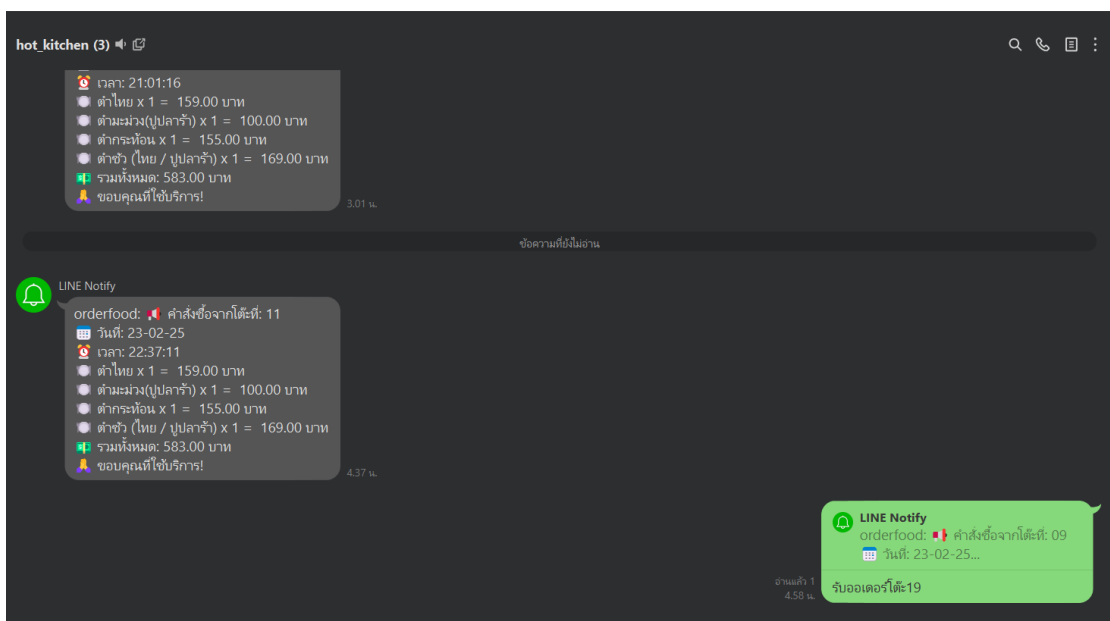 hot_kitchen (3)
เวลา: 21:01:16
ตำไทย x 1 = 159.00 บาท
ตำมะม่วง(ปูปลาร้า) x 1 = 100.00 บาท
ตำกระท้อน x 1 = 155.00 บาท
ตำซั่ว (ไทย / ปูปลาร้า) x 1 = 169.00 บาท
รวมทั้งหมด: 583.00 บาท
ขอบคุณที่ใช้บริการ!
3.01 น.
ข้อความที่ยังไม่อ่าน
LINE Notify
orderfood: คำสั่งซื้อจากโต๊ะที่: 11
วันที่: 23-02-25
เวลา: 22:37:11
ตำไทย x 1 = 159.00 บาท
ตำมะม่วง(ปูปลาร้า) x 1 = 100.00 บาท
ตำกระท้อน x 1 = 155.00 บาท
ตำซั่ว (ไทย / ปูปลาร้า) x 1 = 169.00 บาท
รวมทั้งหมด: 583.00 บาท
ขอบคุณที่ใช้บริการ!
4.37 น.
LINE Notify
orderfood: คำสั่งซื้อจากโต๊ะที่: 09
วันที่: 23-02-25...
อ่านแล้ว 1
4.58 น.
รับออเดอร์โต๊ะ19